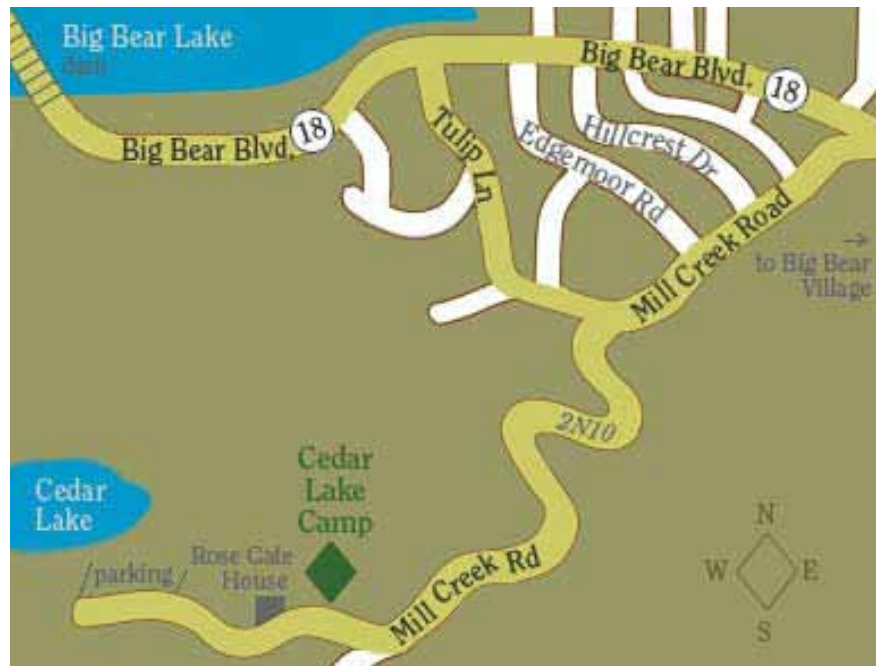 Big Bear Lake
dam
Big Bear Blvd.
18
Big Bear Blvd.
18
Tulip Ln
Edgemoor Rd
Hillcrest Dr
Mill Creek Road
→
to Big Bear
Village
2N10
Cedar
Lake
Cedar
Lake
Camp
/parking/
Rose Gate
House
Mill Creek Rd
N
W
E
S